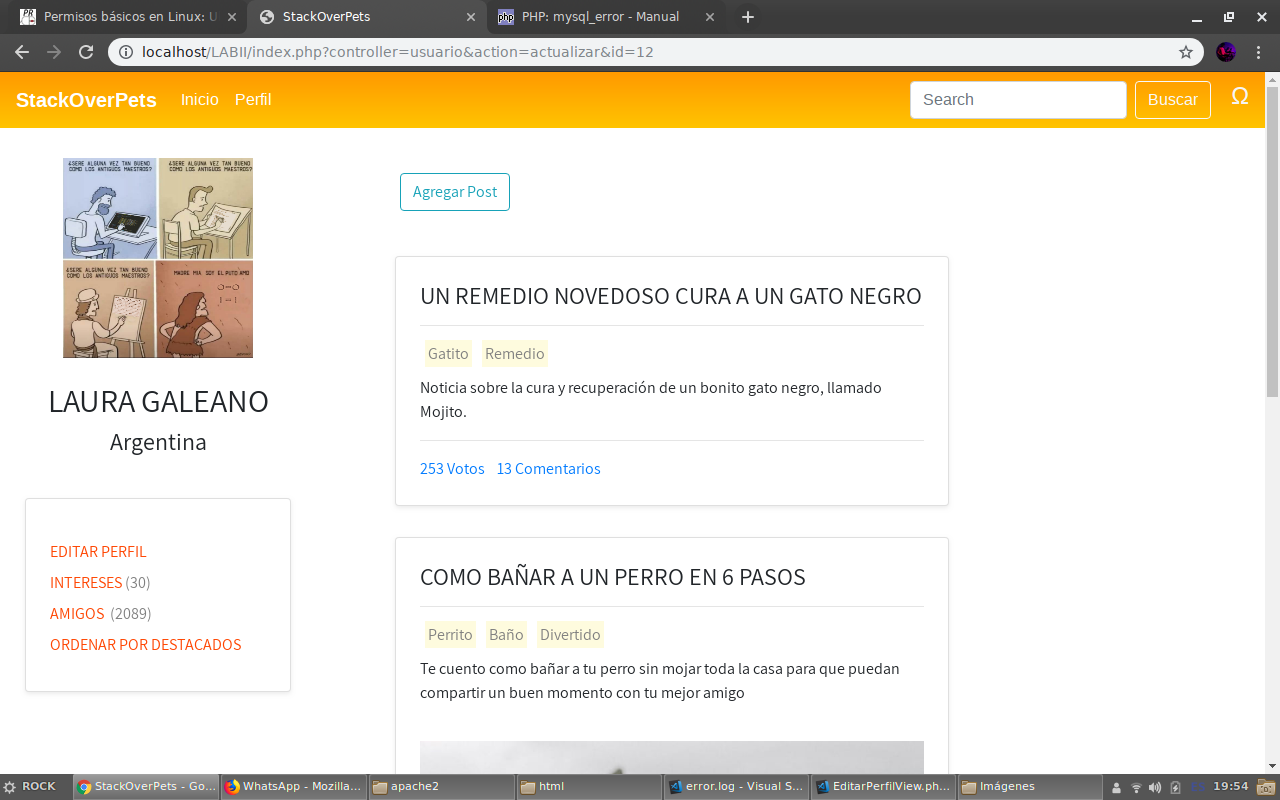 Permisos básicos en Linux: U
StackOverPets
PHP: mysql_error - Manual
localhost/LABII/index.php?controller=usuario&action=actualizar&id=12
StackOverPets Inicio Perfil Search Buscar Ω
¿SERE ALGUNA VEZ TAN BUENO
COMO LOS ANTIGUOS MAESTROS?
¿SERE ALGUNA VEZ TAN BUENO
COMO LOS ANTIGUOS MAESTROS?
¿SERE ALGUNA VEZ TAN BUENO
COMO LOS ANTIGUOS MAESTROS?
MADRE MIA SOY EL PUTO AMO
LAURA GALEANO
Argentina
EDITAR PERFIL
INTERESES (30)
AMIGOS (2089)
ORDENAR POR DESTACADOS
Agregar Post
UN REMEDIO NOVEDOSO CURA A UN GATO NEGRO
Gatito Remedio
Noticia sobre la cura y recuperación de un bonito gato negro, llamado
Mojito.
253 Votos 13 Comentarios
COMO BAÑAR A UN PERRO EN 6 PASOS
Perrito Baño Divertido
Te cuento como bañar a tu perro sin mojar toda la casa para que puedan
compartir un buen momento con tu mejor amigo
ROCK
StackOverPets - Go...
WhatsApp - Mozilla...
apache2
html
error.log - Visual S...
EditarPerfilView.ph...
Imágenes
19:54